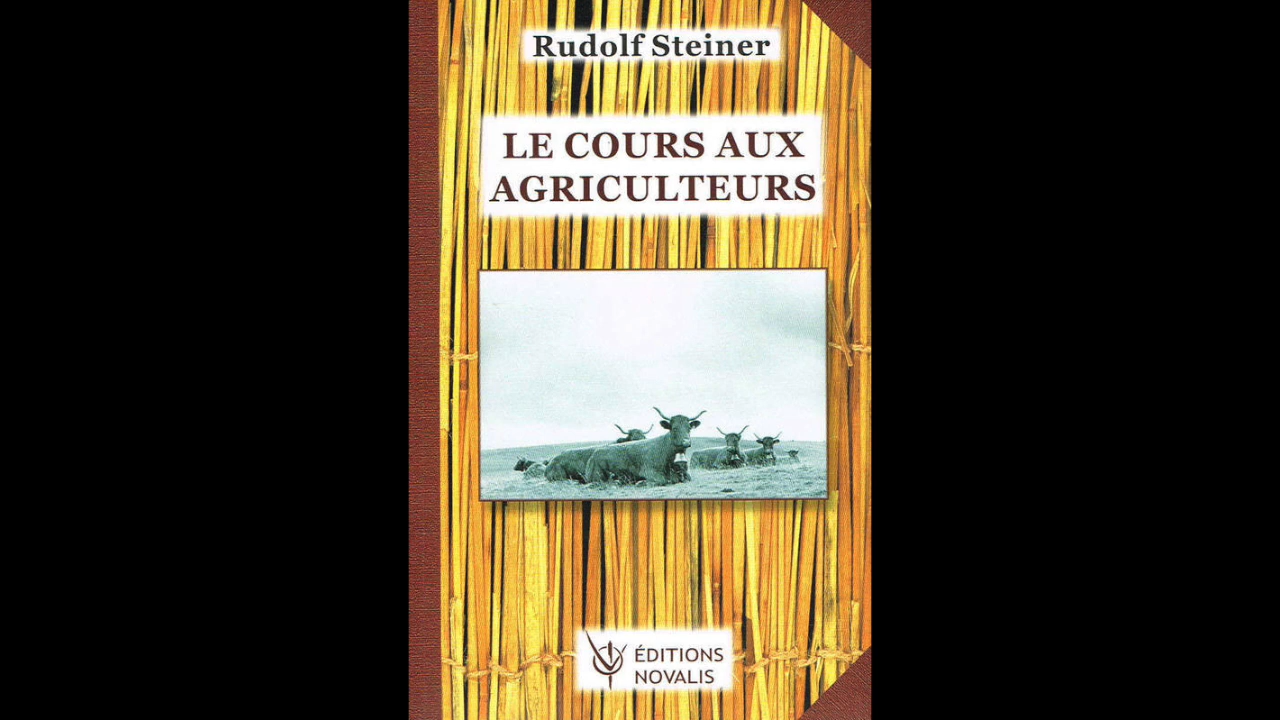 Rudolf Steiner
LE COURS AUX
AGRICULTEURS
ÉDITIONS
NOVALIS